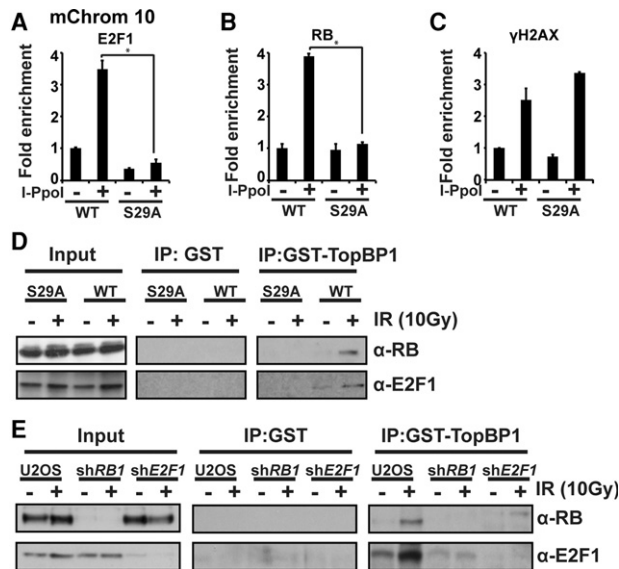 A mChrom 10
E2F1
*
Fold enrichment
4
3
2
1
0
I-PpoI - + - +
WT S29A
B
RB
*
Fold enrichment
4
3
2
1
0
I-PpoI - + - +
WT S29A
C
γH2AX
Fold enrichment
4
3
2
1
0
I-PpoI - + - +
WT S29A
D
Input IP: GST IP:GST-TopBP1
S29A WT S29A WT S29A WT
- + - + - + - + - + - + IR (10Gy)
α-RB
α-E2F1
E
Input IP:GST IP:GST-TopBP1
U2OS shRB1 shE2F1 U2OS shRB1 shE2F1 U2OS shRB1 shE2F1
- + - + - + - + - + - + - + - + - + IR (10Gy)
α-RB
α-E2F1